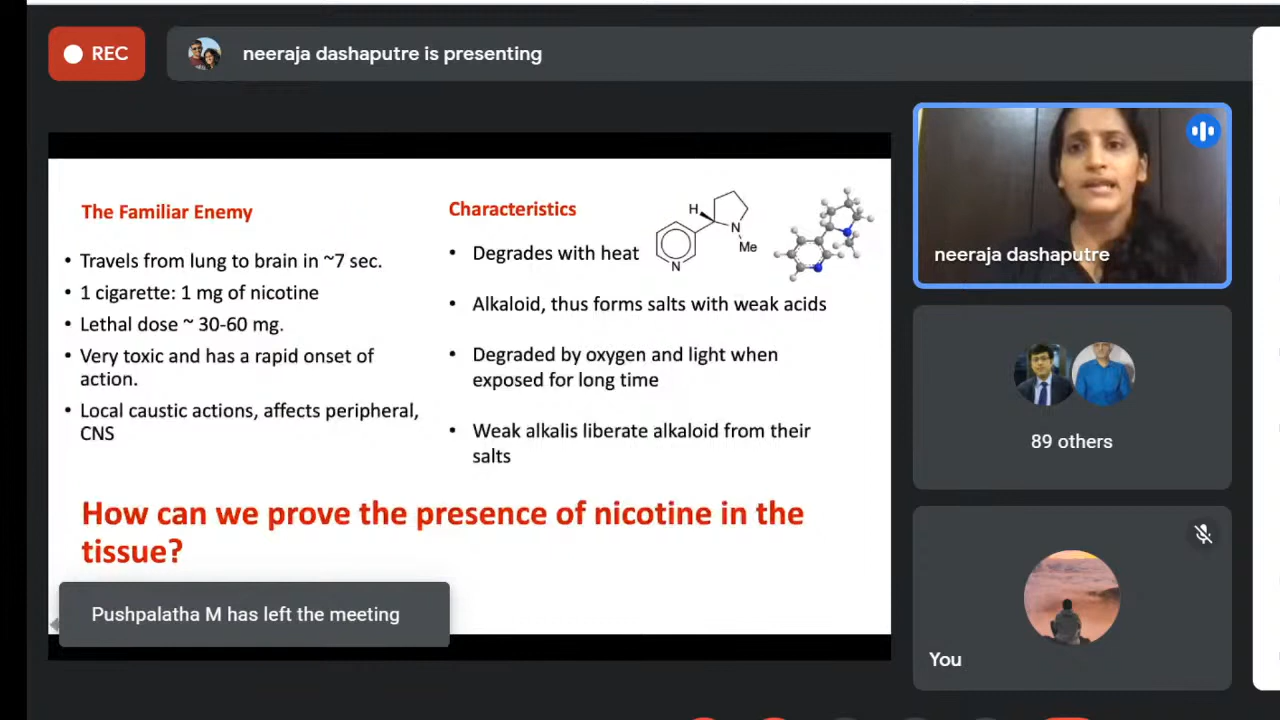 REC
neeraja dashaputre is presenting
The Familiar Enemy
• Travels from lung to brain in ~7 sec.
• 1 cigarette: 1 mg of nicotine
• Lethal dose ~ 30-60 mg.
• Very toxic and has a rapid onset of
action.
• Local caustic actions, affects peripheral,
CNS
Characteristics
• Degrades with heat
• Alkaloid, thus forms salts with weak acids
• Degraded by oxygen and light when
exposed for long time
• Weak alkalis liberate alkaloid from their
salts
H
N
Me
N
How can we prove the presence of nicotine in the
tissue?
Pushpalatha M has left the meeting
neeraja dashaputre
89 others
You